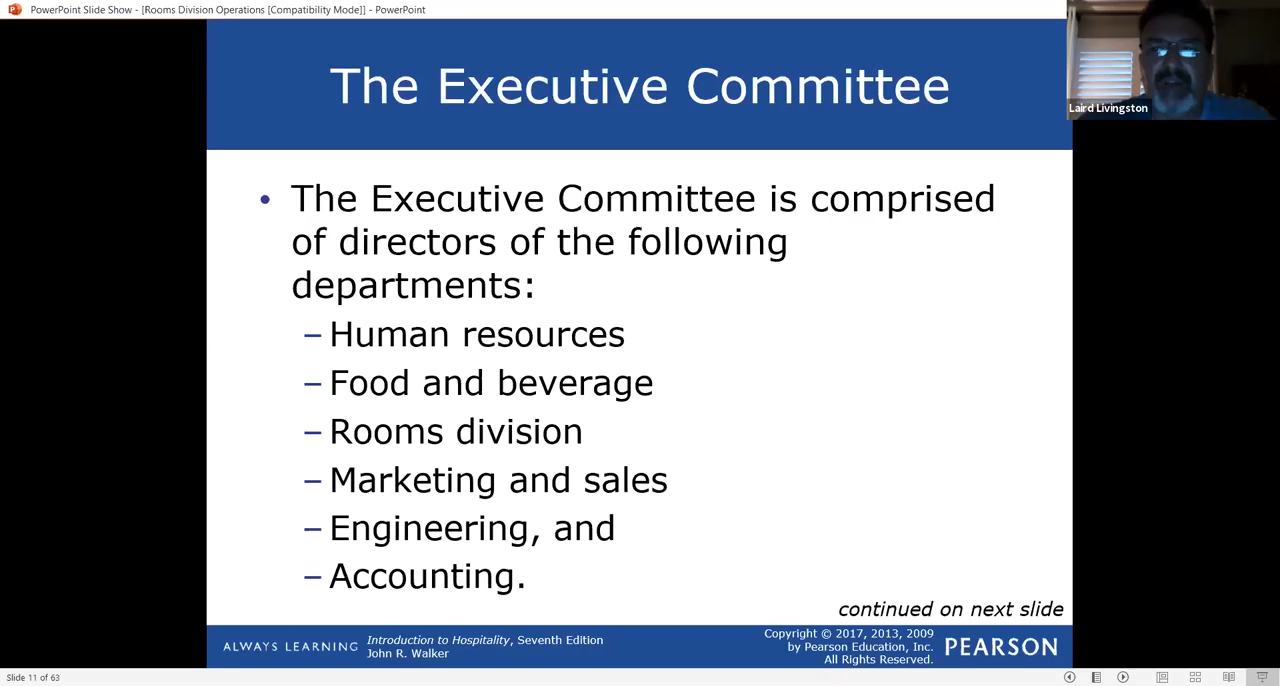 PowerPoint Slide Show - [Rooms Division Operations [Compatibility Mode]] - PowerPoint
Laird Livingston
The Executive Committee
• The Executive Committee is comprised
of directors of the following
departments:
– Human resources
– Food and beverage
– Rooms division
– Marketing and sales
– Engineering, and
– Accounting.
continued on next slide
ALWAYS LEARNING
Introduction to Hospitality, Seventh Edition
John R. Walker
Copyright © 2017, 2013, 2009
by Pearson Education, Inc.
All Rights Reserved.
PEARSON
Slide 11 of 63